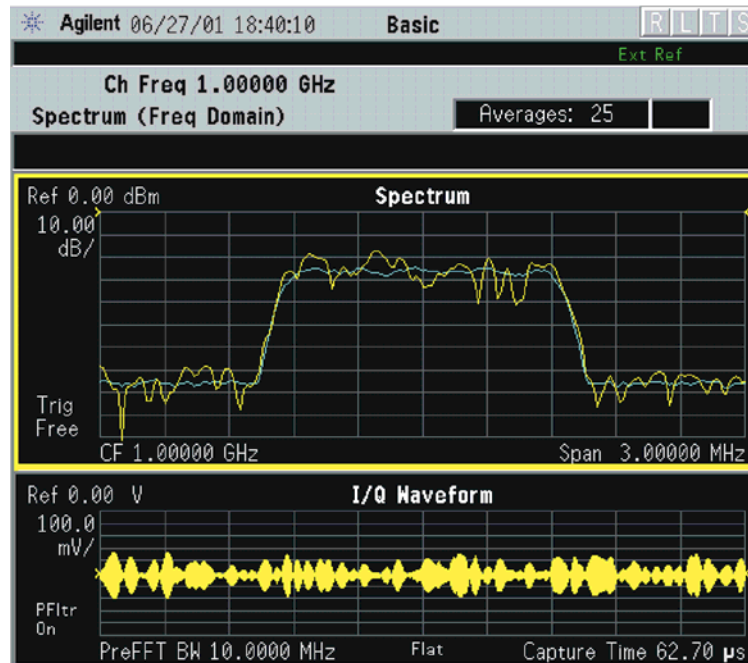 Agilent 06/27/01 18:40:10 Basic R L T S
Ext Ref
Ch Freq 1.00000 GHz
Spectrum (Freq Domain) Averages: 25
Ref 0.00 dBm Spectrum
10.00
dB/
Trig
Free
CF 1.00000 GHz Span 3.00000 MHz
Ref 0.00 V I/Q Waveform
100.0
mV/
PFltr
On
PreFFT BW 10.0000 MHz Flat Capture Time 62.70 µs